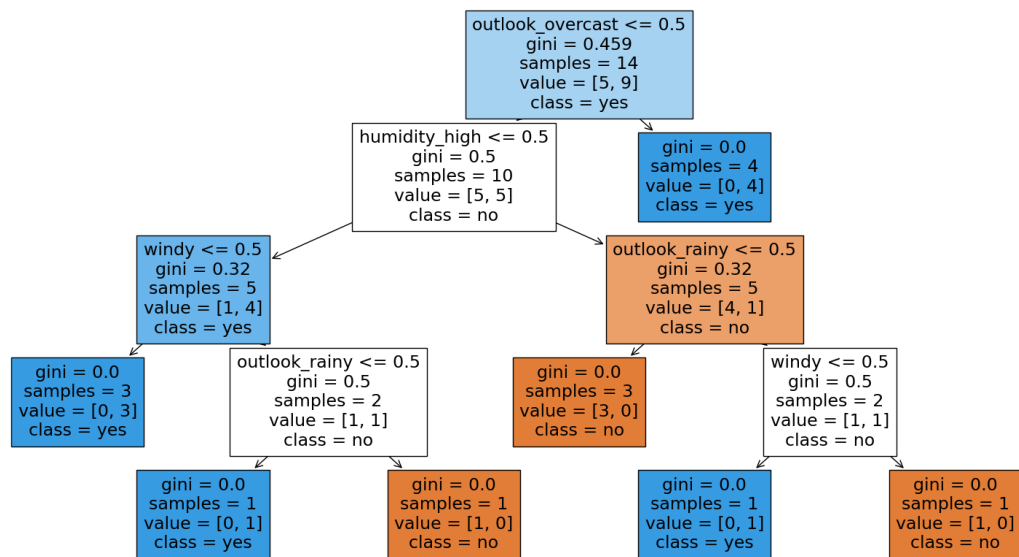 outlook_overcast <= 0.5
gini = 0.459
samples = 14
value = [5, 9]
class = yes
humidity_high <= 0.5
gini = 0.5
samples = 10
value = [5, 5]
class = no
gini = 0.0
samples = 4
value = [0, 4]
class = yes
windy <= 0.5
gini = 0.32
samples = 5
value = [1, 4]
class = yes
outlook_rainy <= 0.5
gini = 0.32
samples = 5
value = [4, 1]
class = no
gini = 0.0
samples = 3
value = [0, 3]
class = yes
outlook_rainy <= 0.5
gini = 0.5
samples = 2
value = [1, 1]
class = no
gini = 0.0
samples = 3
value = [3, 0]
class = no
windy <= 0.5
gini = 0.5
samples = 2
value = [1, 1]
class = no
gini = 0.0
samples = 1
value = [0, 1]
class = yes
gini = 0.0
samples = 1
value = [1, 0]
class = no
gini = 0.0
samples = 1
value = [0, 1]
class = yes
gini = 0.0
samples = 1
value = [1, 0]
class = no